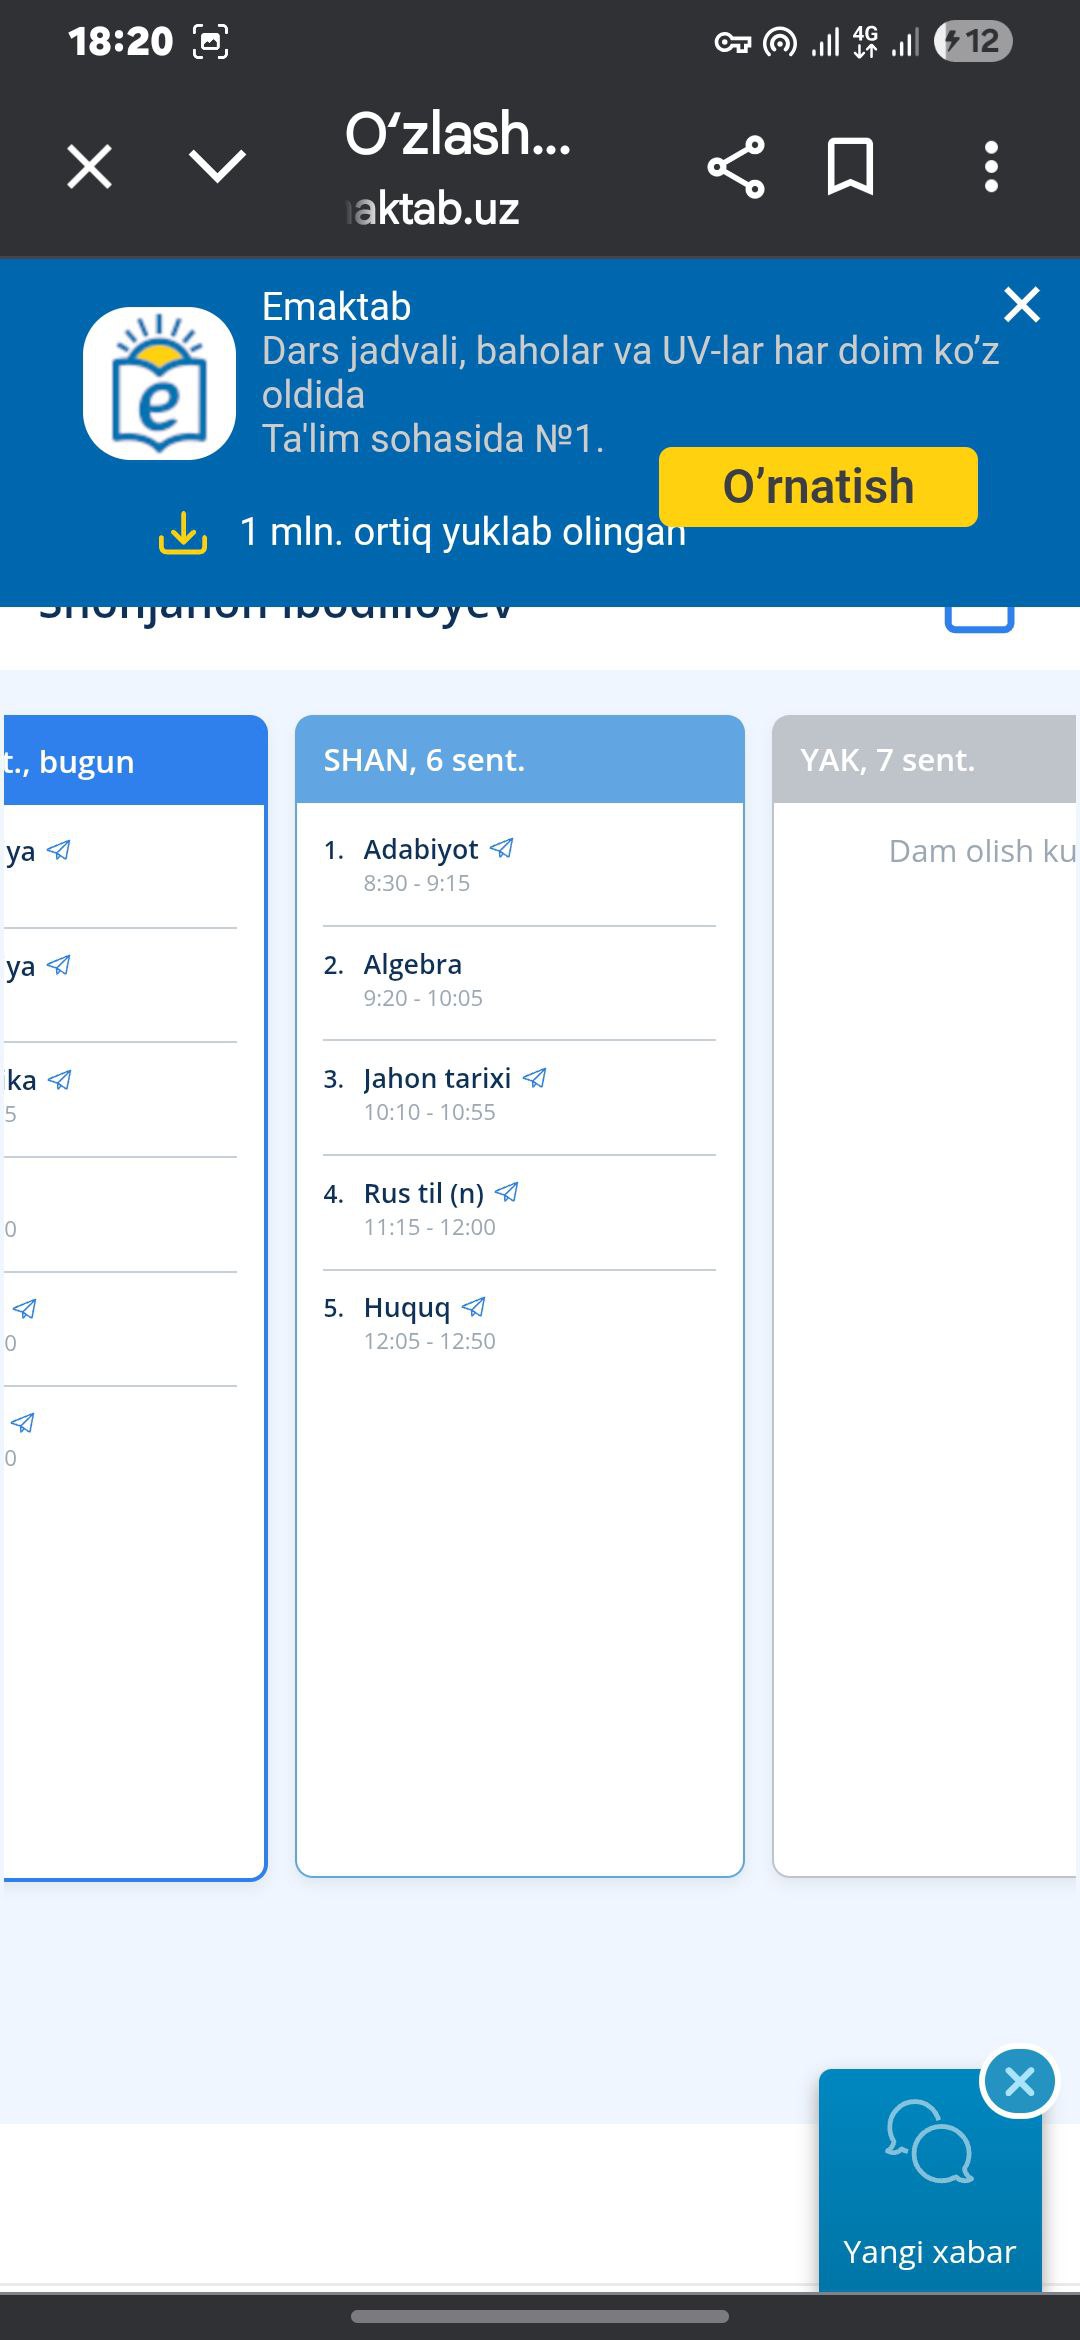 18:20
4G
12
Oʻzlash...
aktab.uz
Emaktab
Dars jadvali, baholar va UV-lar har doim ko’z
oldida
Ta'lim sohasida №1.
O’rnatish
1 mln. ortiq yuklab olingan
t., bugun
ya
ya
ika
5
0
0
0
SHAN, 6 sent.
1. Adabiyot
8:30 - 9:15
2. Algebra
9:20 - 10:05
3. Jahon tarixi
10:10 - 10:55
4. Rus til (n)
11:15 - 12:00
5. Huquq
12:05 - 12:50
YAK, 7 sent.
Dam olish ku
Yangi xabar